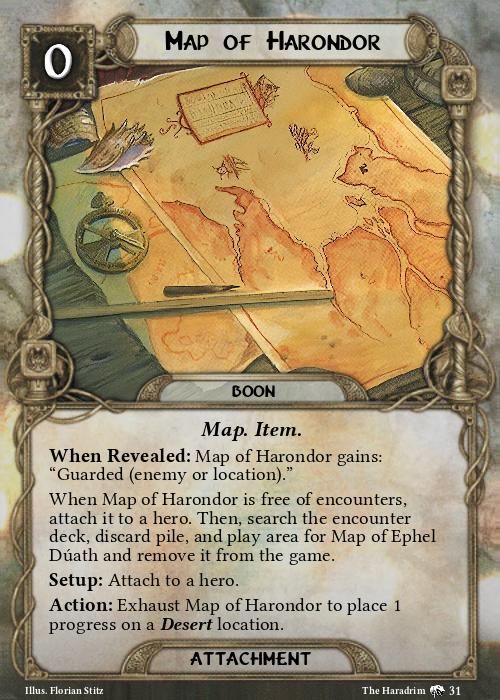 0
Map of Harondor
BOON
Map. Item.
When Revealed: Map of Harondor gains:
“Guarded (enemy or location).”
When Map of Harondor is free of encounters,
attach it to a hero. Then, search the encounter
deck, discard pile, and play area for Map of Ephel
Dúath and remove it from the game.
Setup: Attach to a hero.
Action: Exhaust Map of Harondor to place 1
progress on a Desert location.
ATTACHMENT
Illus. Florian Stitz
The Haradrim 31